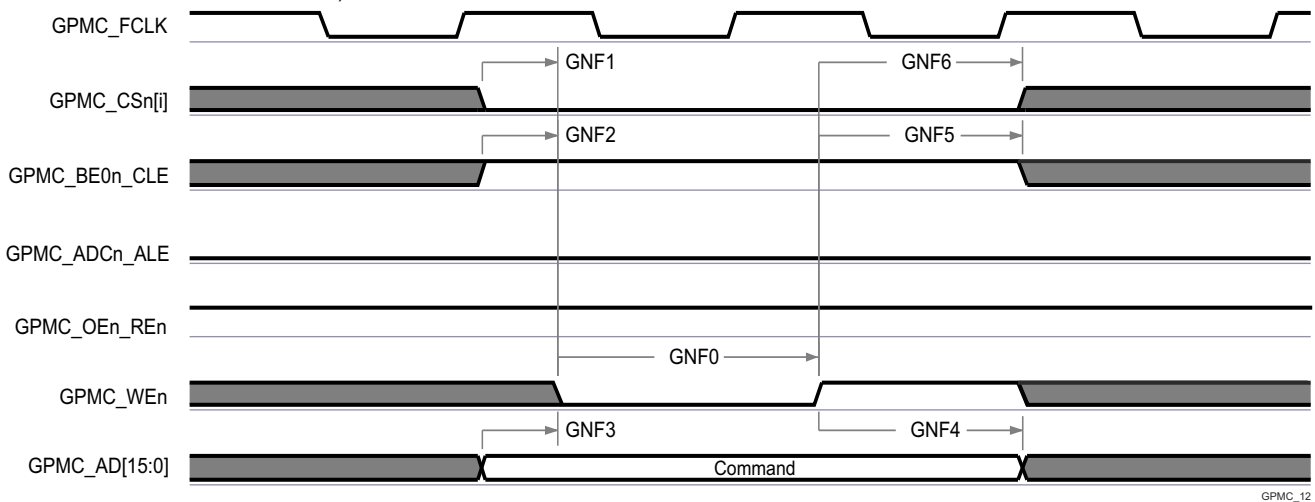 GPMC_FCLK
GNF1
GNF6
GPMC_CSn[i]
GNF2
GNF5
GPMC_BE0n_CLE
GPMC_ADCn_ALE
GPMC_OEn_REn
GNF0
GPMC_WEn
GNF3
GNF4
GPMC_AD[15:0]
Command
GPMC_12